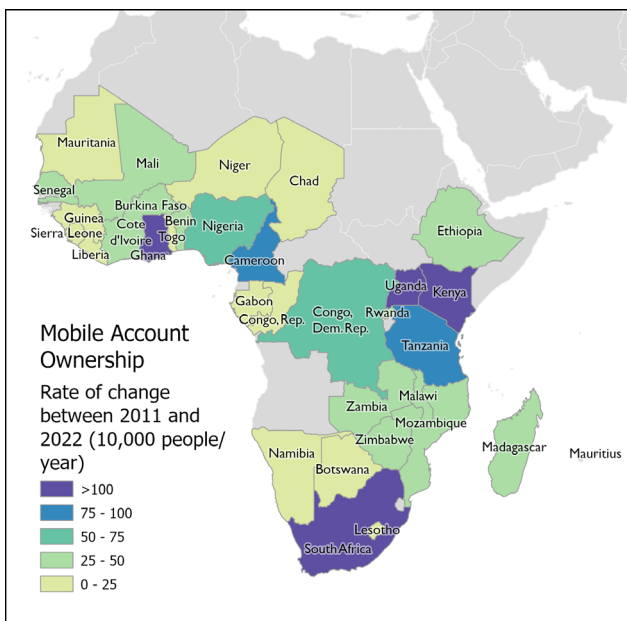 Mauritania
Mali
Niger
Chad
Senegal
Burkina Faso
Guinea
Benin
Nigeria
Cote
d'Ivoire
Togo
Sierra Leone
Liberia
Ghana
Cameroon
Ethiopia
Uganda
Kenya
Gabon
Congo, Rep.
Congo,
Dem. Rep.
Rwanda
Tanzania
Malawi
Zambia
Mozambique
Zimbabwe
Madagascar
Mauritius
Namibia
Botswana
Lesotho
South Africa
Mobile Account
Ownership
Rate of change
between 2011 and
2022 (10,000 people/
year)
>100
75 - 100
50 - 75
25 - 50
0 - 25